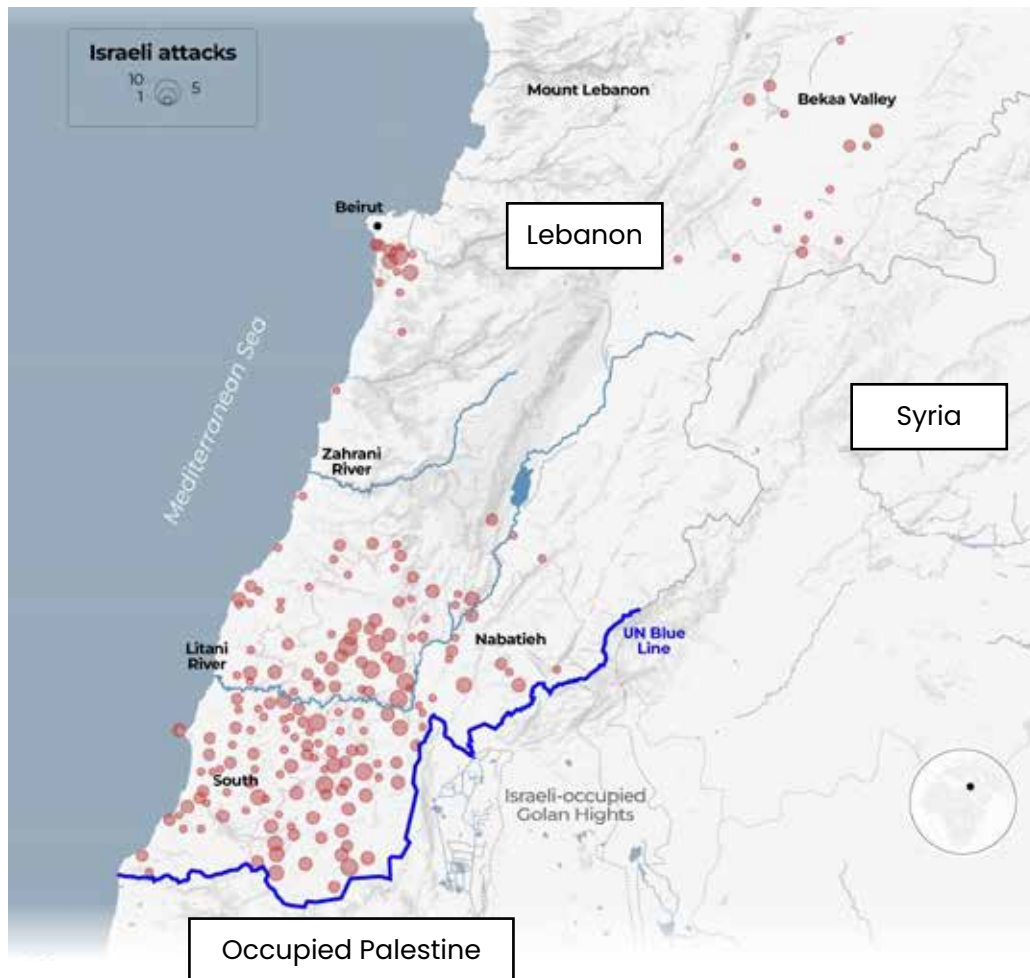 Israeli attacks
10
5
1
Mount Lebanon
Bekaa Valley
Beirut
Lebanon
Mediterranean Sea
Syria
Zahrani
River
Litani
River
Nabatieh
UN Blue
Line
South
Israeli-occupied
Golan Hights
Occupied Palestine